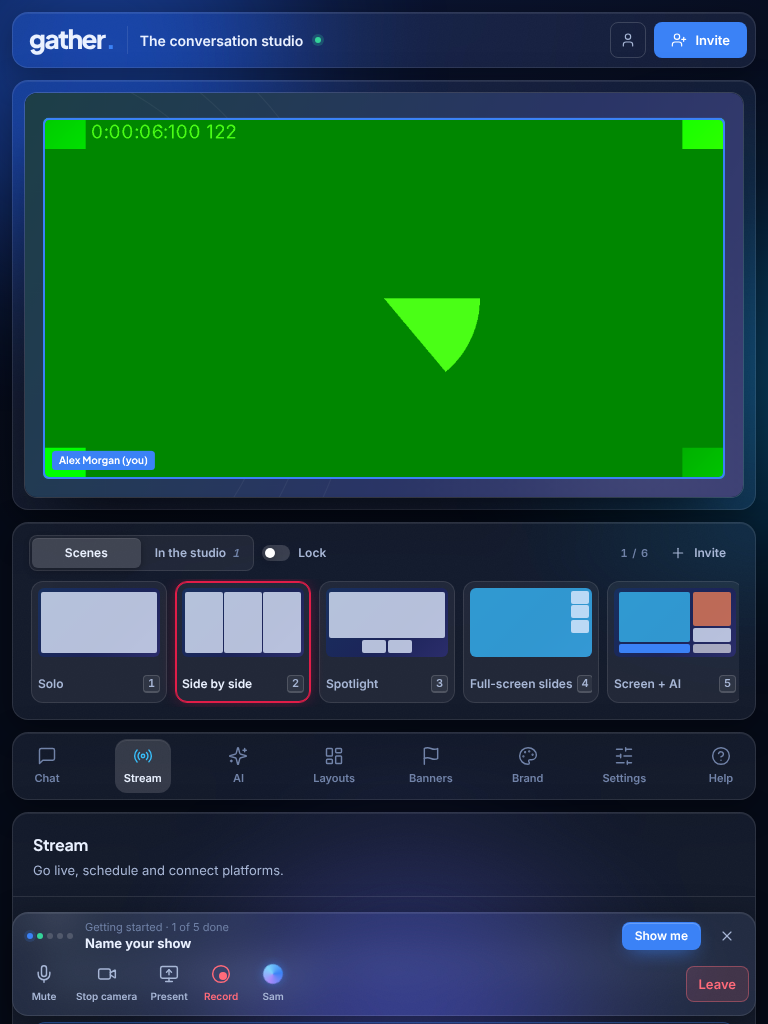 gather.
The conversation studio
Invite
0:00:06:100 122
Alex Morgan (you)
Scenes
In the studio 1
Lock
1 / 6
Invite
Solo 1
Side by side 2
Spotlight 3
Full-screen slides 4
Screen + AI 5
Chat
Stream
AI
Layouts
Banners
Brand
Settings
Help
Stream
Go live, schedule and connect platforms.
Getting started · 1 of 5 done
Name your show
Show me
Mute
Stop camera
Present
Record
Sam
Leave